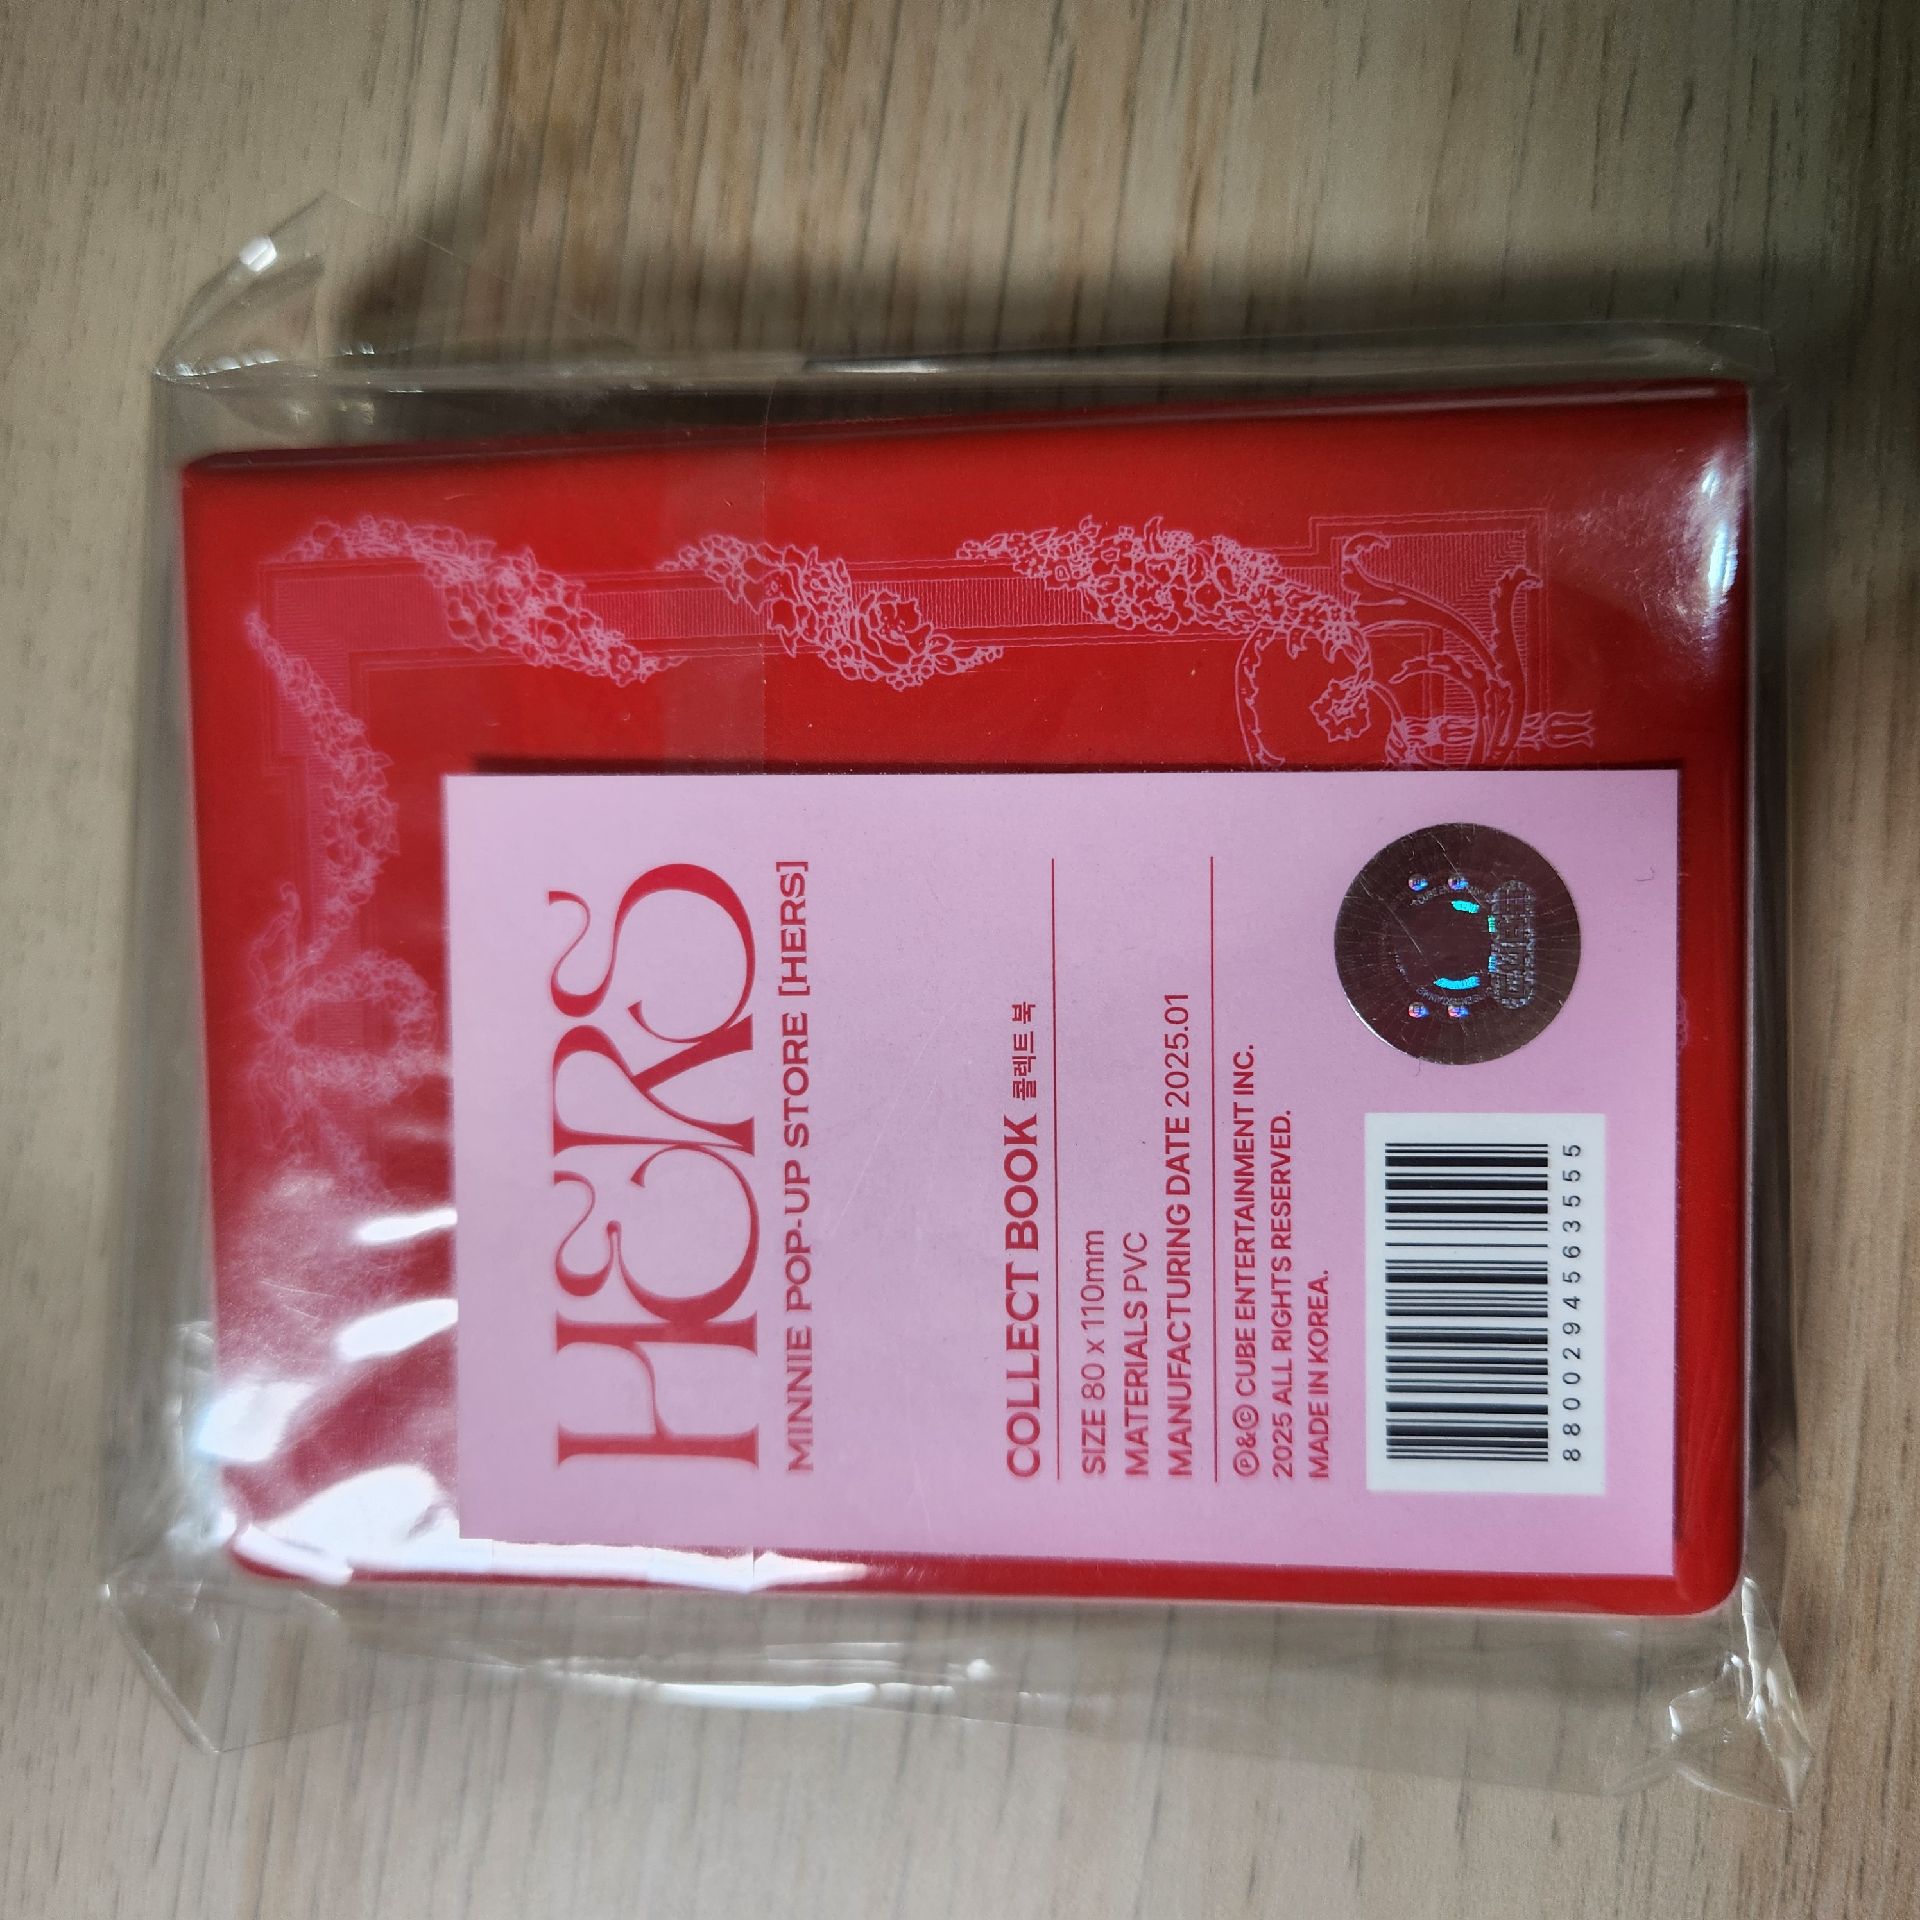 HERS
MINNIE POP-UP STORE [HERS]
COLLECT BOOK 콜렉트 북
SIZE 80 x 110mm
MATERIALS PVC
MANUFACTURING DATE 2025.01
℗&© CUBE ENTERTAINMENT INC.
2025 ALL RIGHTS RESERVED.
MADE IN KOREA.
8800294563555